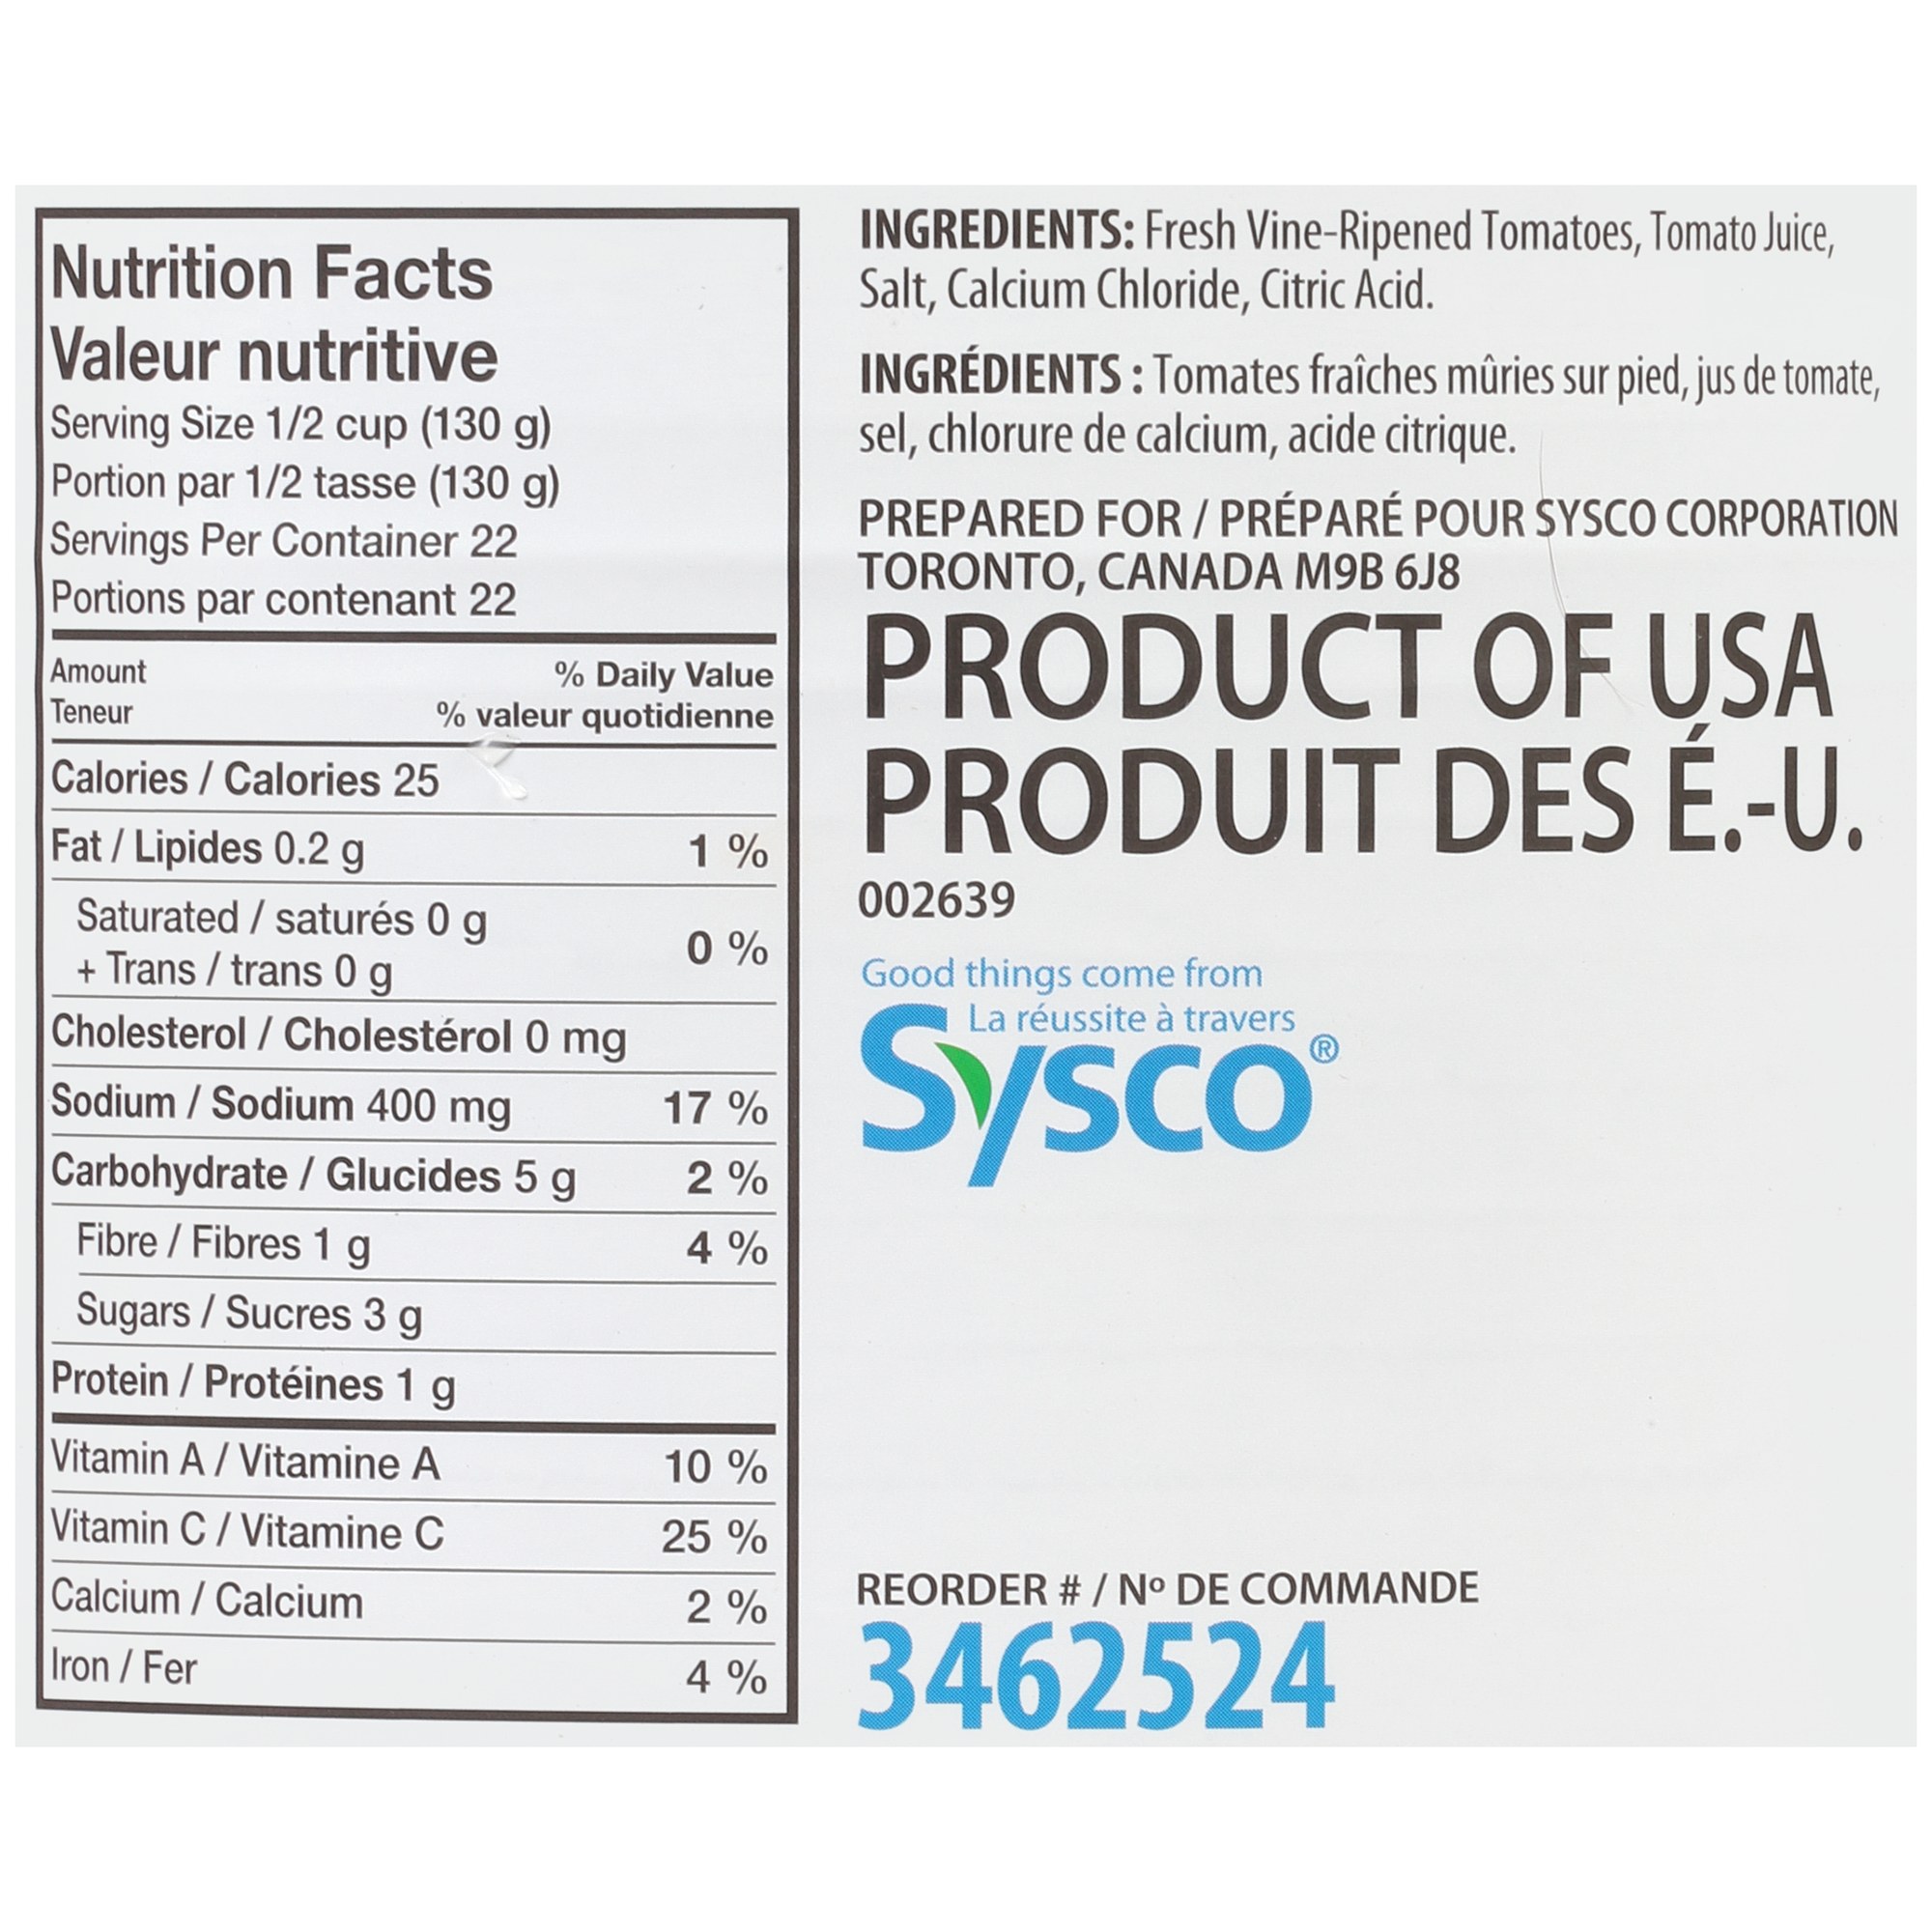 Nutrition Facts
Valeur nutritive
Serving Size 1/2 cup (130 g)
Portion par 1/2 tasse (130 g)
Servings Per Container 22
Portions par contenant 22
Amount % Daily Value
Teneur % valeur quotidienne
Calories / Calories 25
Fat / Lipides 0.2 g 1 %
Saturated / saturés 0 g
+ Trans / trans 0 g 0 %
Cholesterol / Cholestérol 0 mg
Sodium / Sodium 400 mg 17 %
Carbohydrate / Glucides 5 g 2 %
Fibre / Fibres 1 g 4 %
Sugars / Sucres 3 g
Protein / Protéines 1 g
Vitamin A / Vitamine A 10 %
Vitamin C / Vitamine C 25 %
Calcium / Calcium 2 %
Iron / Fer 4 %
INGREDIENTS: Fresh Vine-Ripened Tomatoes, Tomato Juice,
Salt, Calcium Chloride, Citric Acid.
INGRÉDIENTS : Tomates fraîches mûries sur pied, jus de tomate,
sel, chlorure de calcium, acide citrique.
PREPARED FOR / PRÉPARÉ POUR SYSCO CORPORATION
TORONTO, CANADA M9B 6J8
PRODUCT OF USA
PRODUIT DES É.-U.
002639
Good things come from
La réussite à travers
Sysco®
REORDER # / Nº DE COMMANDE
3462524